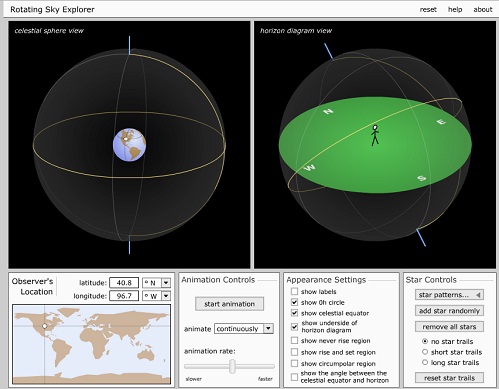 Rotating Sky Explorer
reset help about
celestial sphere view
horizon diagram view
N
E
W
S
Observer's
Location
latitude: 40.8 ° N
longitude: 96.7 ° W
Animation Controls
start animation
animate continuously
animation rate:
slower faster
Appearance Settings
show labels
show 0h circle
show celestial equator
show underside of
horizon diagram
show never rise region
show rise and set region
show circumpolar region
show the angle between the
celestial equator and horizon
Star Controls
star patterns...
add star randomly
remove all stars
no star trails
short star trails
long star trails
reset star trails